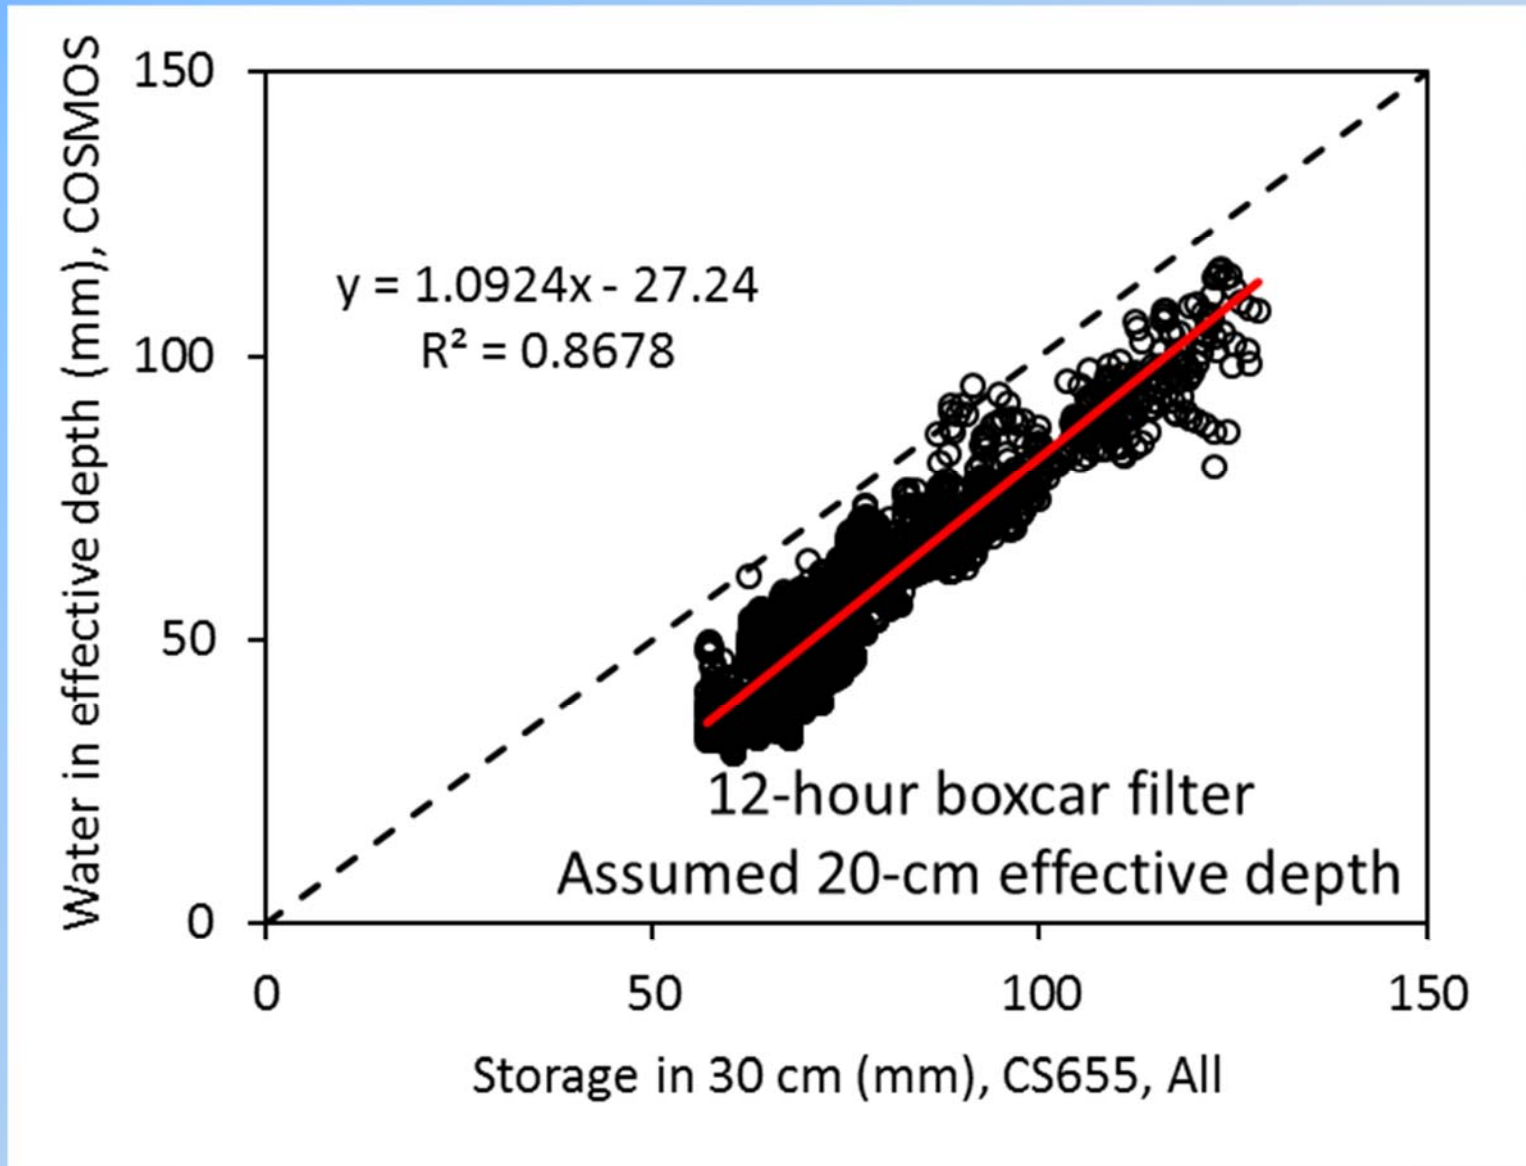 Water in effective depth (mm), COSMOS
150
100
50
0
y = 1.0924x - 27.24
R² = 0.8678
12-hour boxcar filter
Assumed 20-cm effective depth
0 50 100 150
Storage in 30 cm (mm), CS655, All